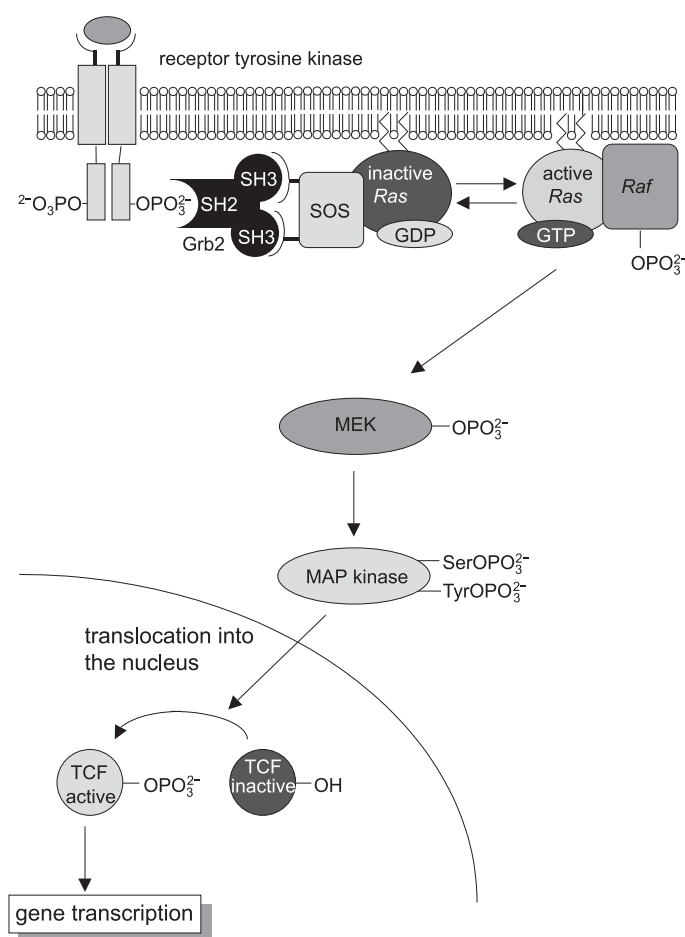 receptor tyrosine kinase
²⁻O₃PO
OPO₃²⁻
SH2
SH3
SH3
Grb2
SOS
inactive
Ras
GDP
active
Ras
GTP
Raf
OPO₃²⁻
MEK
OPO₃²⁻
MAP kinase
SerOPO₃²⁻
TyrOPO₃²⁻
translocation into
the nucleus
TCF
active
OPO₃²⁻
TCF
inactive
OH
gene transcription